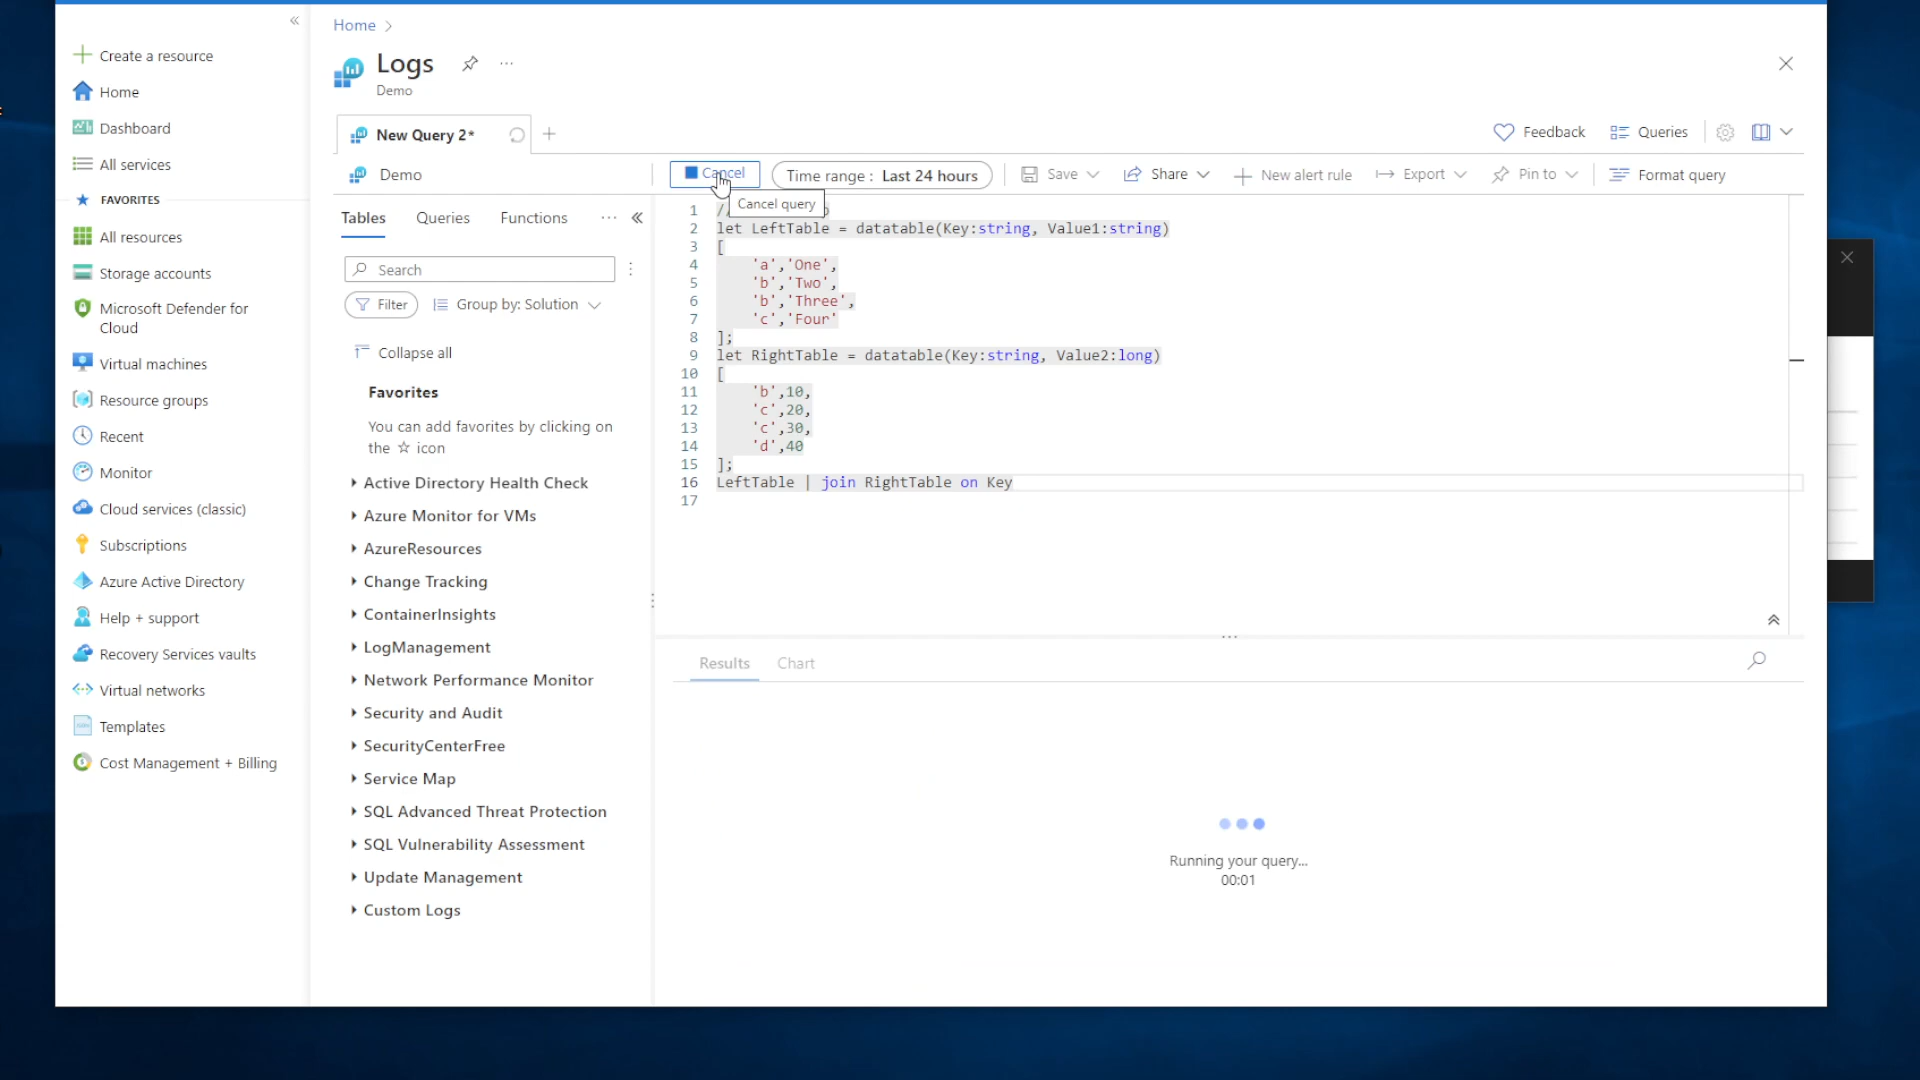 Home
Logs
Demo
New Query 2*
Feedback
Queries
Create a resource
Home
Dashboard
All services
FAVORITES
All resources
Storage accounts
Microsoft Defender for
Cloud
Virtual machines
Resource groups
Recent
Monitor
Cloud services (classic)
Subscriptions
Azure Active Directory
Help + support
Recovery Services vaults
Virtual networks
Templates
Cost Management + Billing
Demo
Cancel
Time range : Last 24 hours
Save
Share
New alert rule
Export
Pin to
Format query
Cancel query
Tables
Queries
Functions
Search
Filter
Group by: Solution
Collapse all
Favorites
You can add favorites by clicking on
the ☆ icon
Active Directory Health Check
Azure Monitor for VMs
AzureResources
Change Tracking
ContainerInsights
LogManagement
Network Performance Monitor
Security and Audit
SecurityCenterFree
Service Map
SQL Advanced Threat Protection
SQL Vulnerability Assessment
Update Management
Custom Logs
1 /
2 let LeftTable = datatable(Key:string, Value1:string)
3 [
4 'a','One',
5 'b','Two',
6 'b','Three',
7 'c','Four'
8 ];
9 let RightTable = datatable(Key:string, Value2:long)
10 [
11 'b',10,
12 'c',20,
13 'c',30,
14 'd',40
15 ];
16 LeftTable | join RightTable on Key
17
Results
Chart
Running your query...
00:01